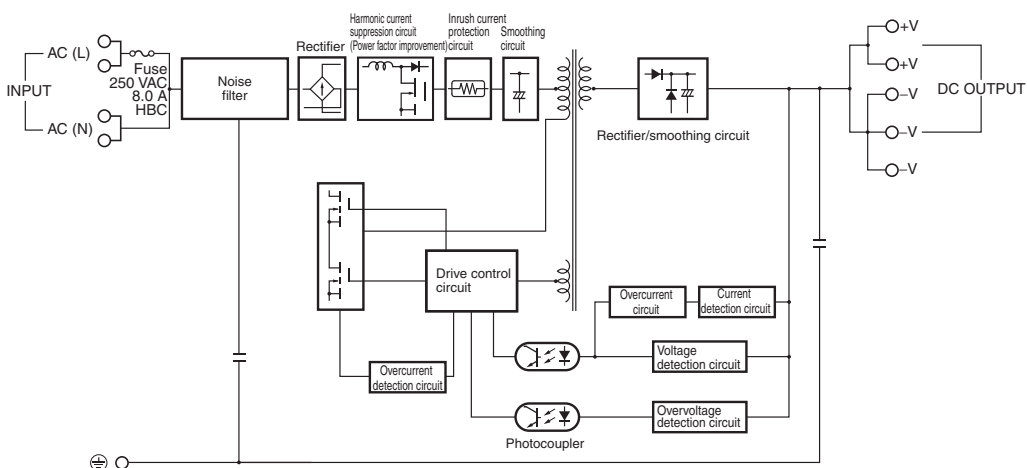 INPUT
AC (L)
AC (N)
Fuse
250 VAC
8.0 A
HBC
Noise
filter
Rectifier
Harmonic current
suppression circuit
(Power factor improvement)
Inrush current
protection
circuit
Smoothing
circuit
Rectifier/smoothing circuit
+V
+V
−V
−V
−V
DC OUTPUT
Drive control
circuit
Overcurrent
detection circuit
Overcurrent
circuit
Current
detection circuit
Voltage
detection circuit
Overvoltage
detection circuit
Photocoupler